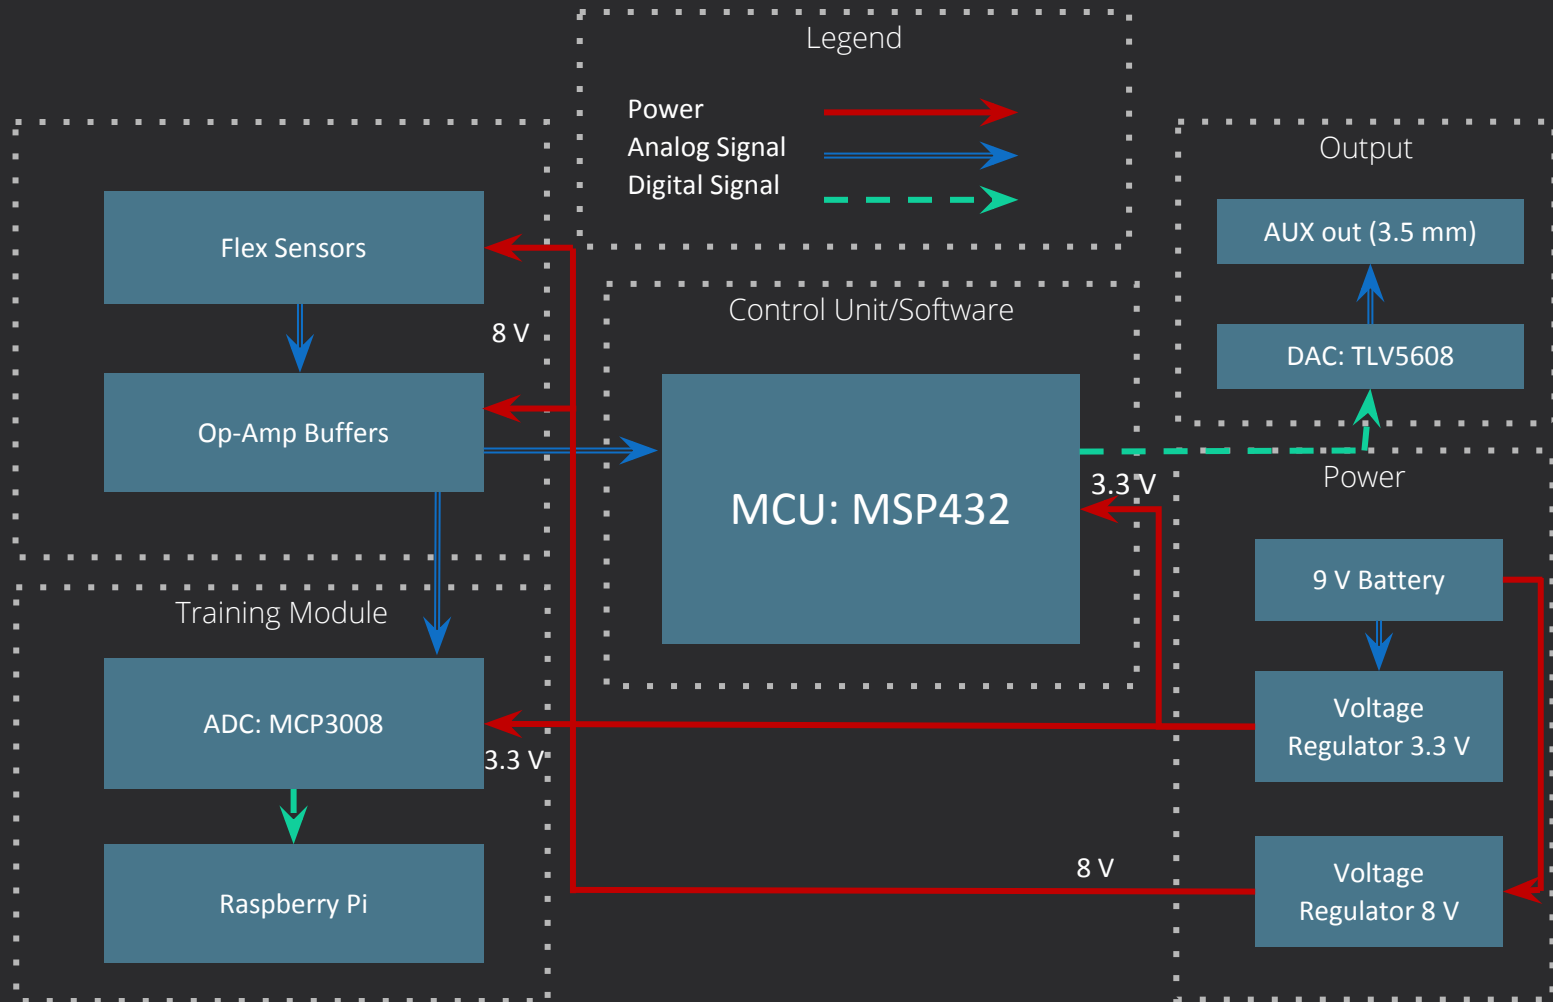 Legend
Power
Analog Signal
Digital Signal
Flex Sensors
8 V
Op-Amp Buffers
Training Module
ADC: MCP3008
3.3 V
Raspberry Pi
Control Unit/Software
MCU: MSP432
3.3 V
8 V
Output
AUX out (3.5 mm)
DAC: TLV5608
Power
9 V Battery
Voltage
Regulator 3.3 V
Voltage
Regulator 8 V